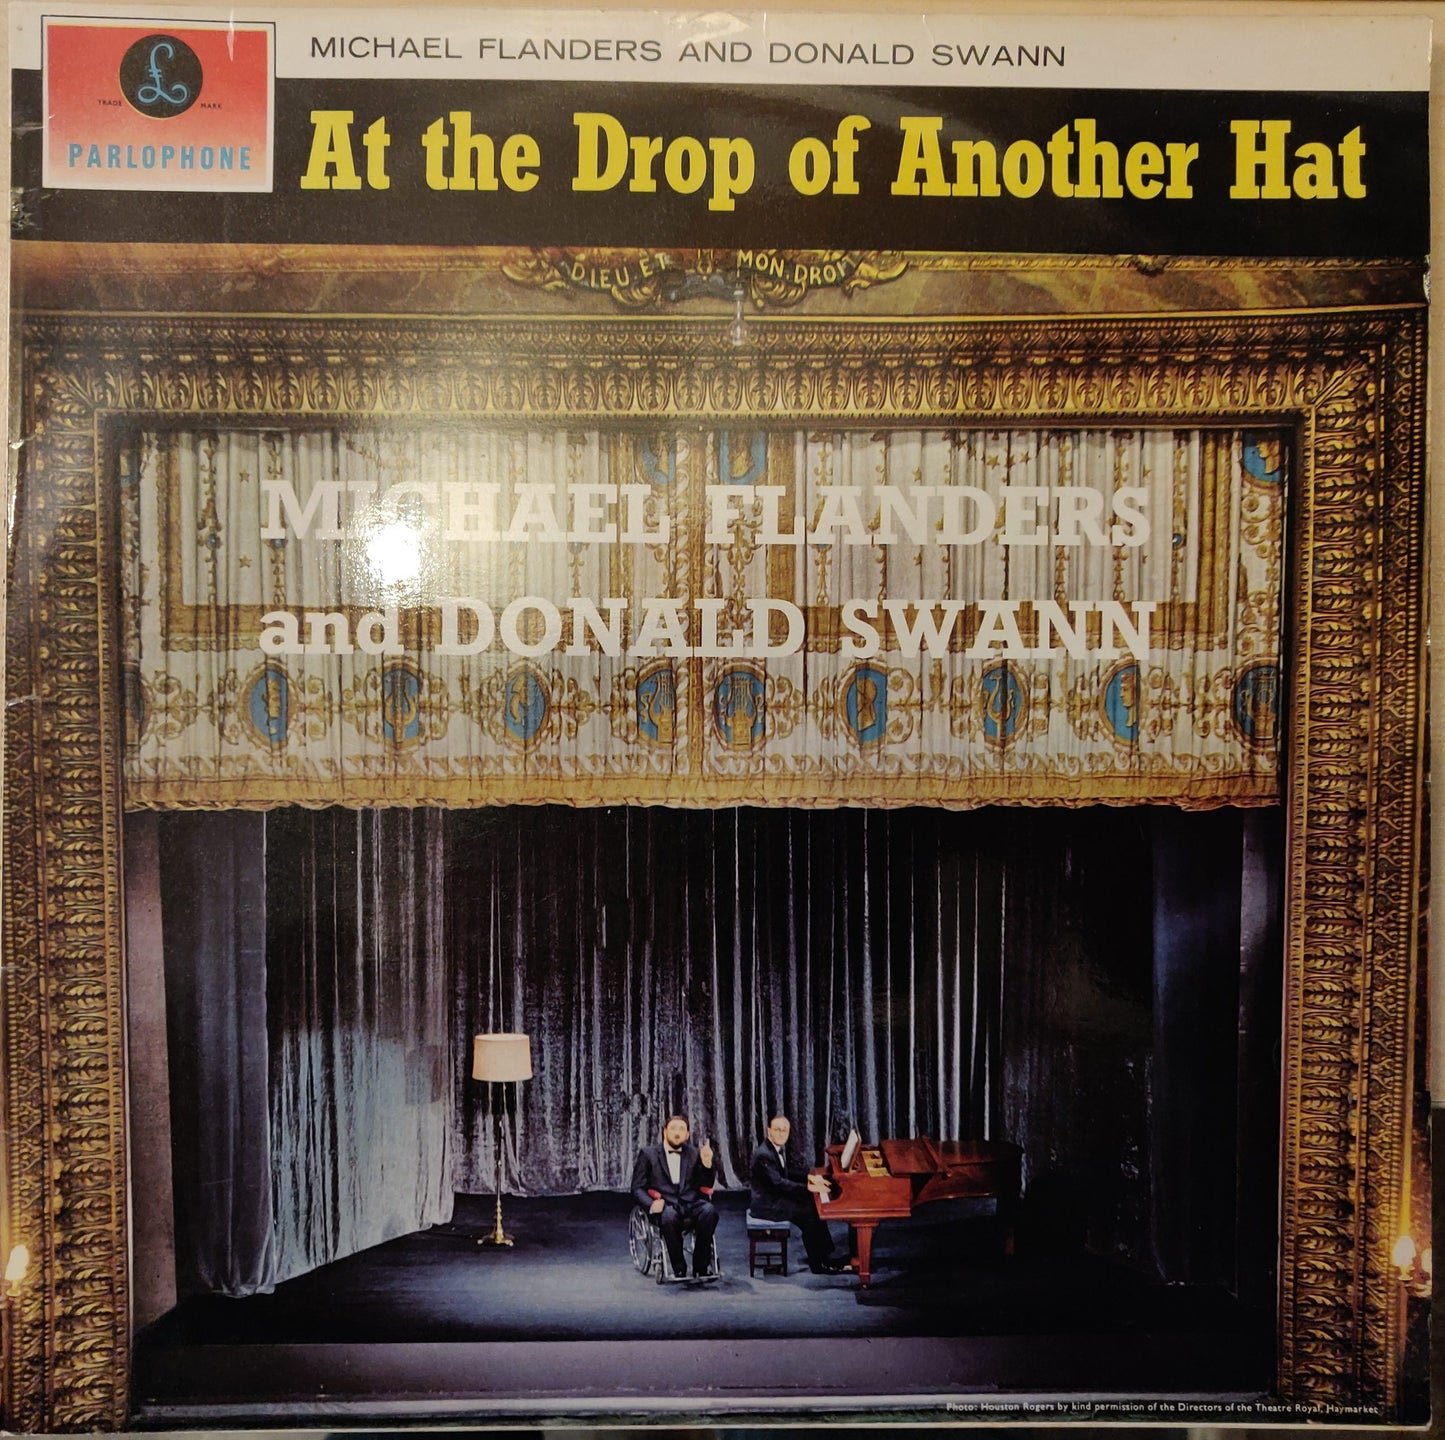 MICHAEL FLANDERS AND DONALD SWANN
£
TRADE MARK
PARLOPHONE
At the Drop of Another Hat
DIEU ET MON DROIT
MICHAEL FLANDERS
and DONALD SWANN
Photo: Houston Rogers by kind permission of the Directors of the Theatre Royal, Haymarket